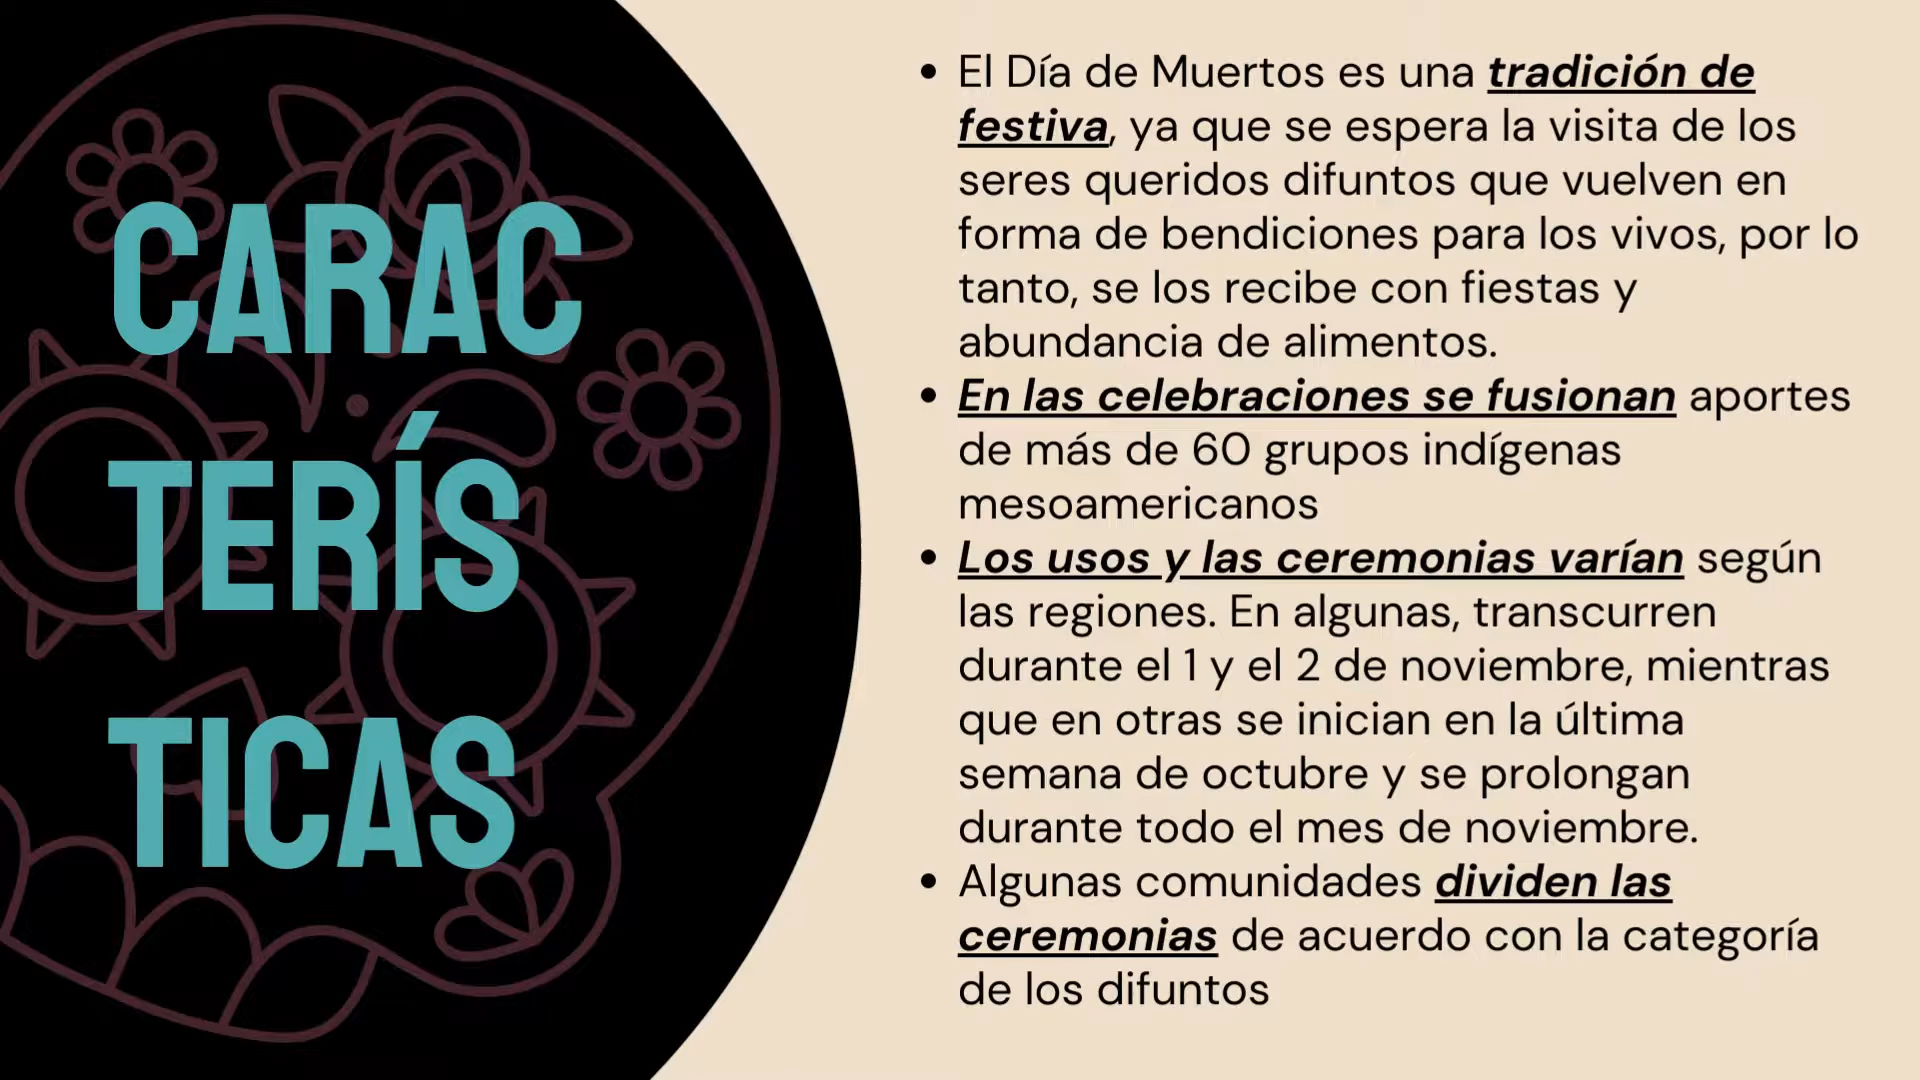 CARAC
TERÍS
TICAS
• El Día de Muertos es una tradición de
festiva, ya que se espera la visita de los
seres queridos difuntos que vuelven en
forma de bendiciones para los vivos, por lo
tanto, se los recibe con fiestas y
abundancia de alimentos.
• En las celebraciones se fusionan aportes
de más de 60 grupos indígenas
mesoamericanos
• Los usos y las ceremonias varían según
las regiones. En algunas, transcurren
durante el 1 y el 2 de noviembre, mientras
que en otras se inician en la última
semana de octubre y se prolongan
durante todo el mes de noviembre.
• Algunas comunidades dividen las
ceremonias de acuerdo con la categoría
de los difuntos